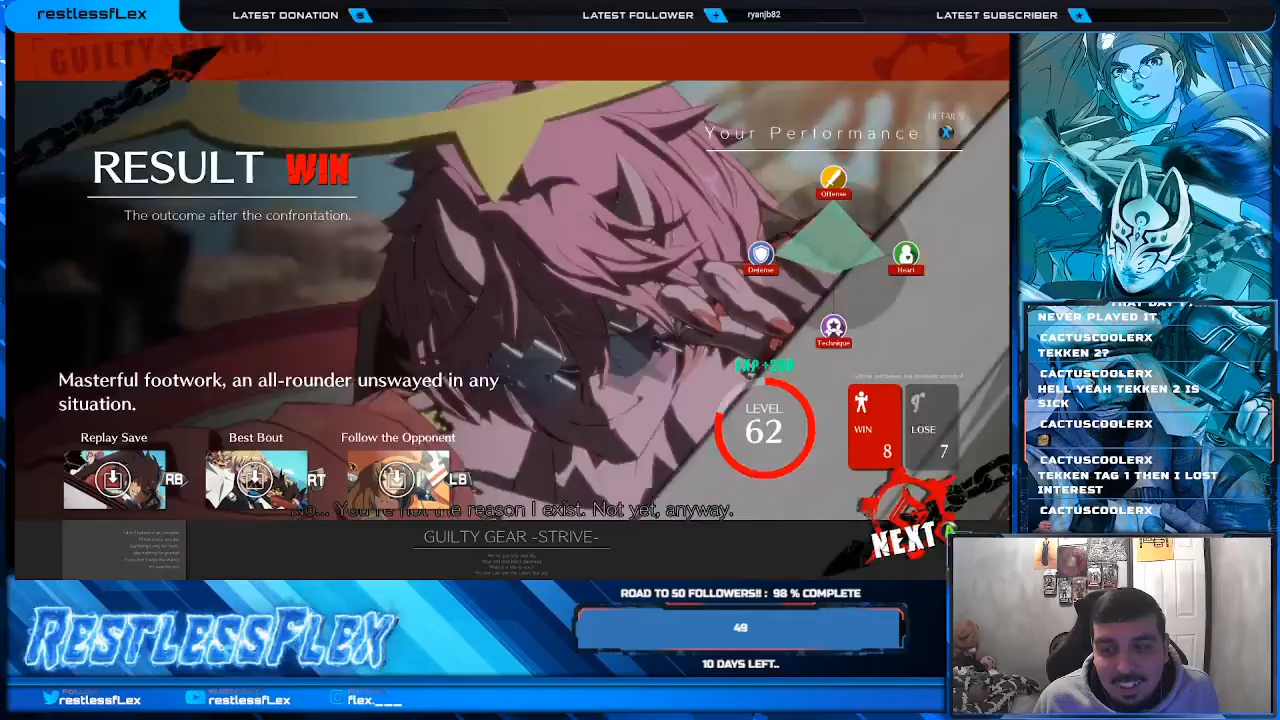 restlessfLex
LATEST DONATION
LATEST FOLLOWER
ryanjb82
LATEST SUBSCRIBER
GUILTY GEAR
RESULT WIN
The outcome after the confrontation.
Your Performance
DETAILS
X
Offense
Defense
Heart
Technique
Masterful footwork, an all-rounder unswayed in any
situation.
Replay Save
Best Bout
Follow the Opponent
RB
RT
LB
LEVEL
62
WIN
8
LOSE
7
No... You're not the reason I exist. Not yet, anyway.
GUILTY GEAR -STRIVE-
NEXT
NEVER PLAYED IT
CACTUSCOOLERX
TEKKEN 2?
CACTUSCOOLERX
HELL YEAH TEKKEN 2 IS
SICK
CACTUSCOOLERX
CACTUSCOOLERX
TEKKEN TAG 1 THEN I LOST
INTEREST
CACTUSCOOLERX
RESTLESSFLEX
ROAD TO 50 FOLLOWERS!! : 98 % COMPLETE
49
10 DAYS LEFT..
restlessfLex
restlessfLex
flex.___